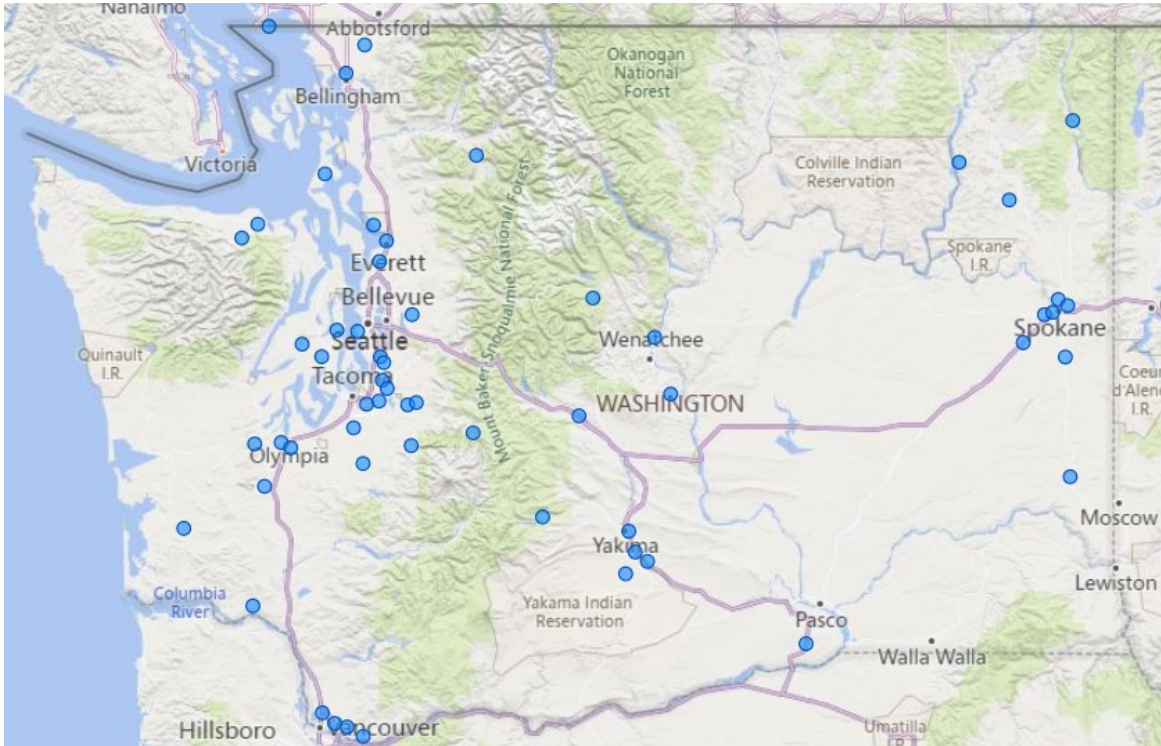 Nanaimo
Abbotsford
Okanogan
National
Forest
Bellingham
Victoria
Colville Indian
Reservation
Mount Baker-Snoqualmie National Forest
Spokane
I.R.
Everett
Bellevue
Seattle
Wenatchee
Spokane
Quinault
I.R.
Tacoma
Coeur
d'Alene
I.R.
WASHINGTON
Olympia
Moscow
Yakima
Lewiston
Columbia
River
Yakama Indian
Reservation
Pasco
Walla Walla
Hillsboro
Vancouver
Umatilla